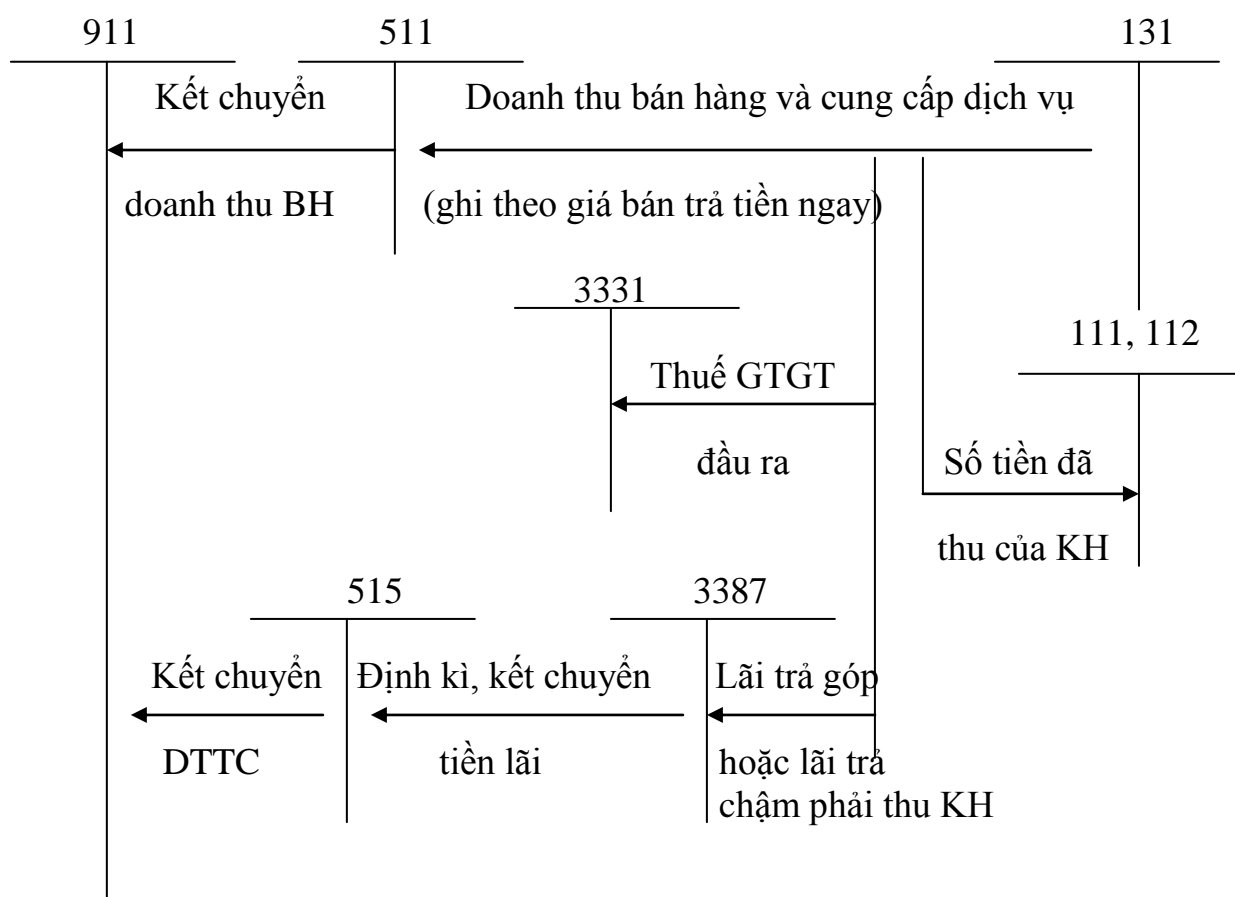 911
511
131
Kết chuyển
Doanh thu bán hàng và cung cấp dịch vụ
doanh thu BH
(ghi theo giá bán trả tiền ngay)
3331
111, 112
Thuế GTGT
đầu ra
Số tiền đã
thu của KH
515
3387
Kết chuyển
Định kì, kết chuyển
Lãi trả góp
DTTC
tiền lãi
hoặc lãi trả
chậm phải thu KH